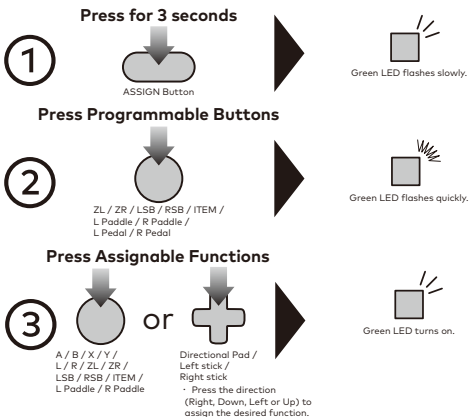 Press for 3 seconds
1
ASSIGN Button
Green LED flashes slowly.
Press Programmable Buttons
2
ZL / ZR / LSB / RSB / ITEM /
L Paddle / R Paddle /
L Pedal / R Pedal
Green LED flashes quickly.
Press Assignable Functions
3
or
A / B / X / Y /
L / R / ZL / ZR /
LSB / RSB / ITEM /
L Paddle / R Paddle
Directional Pad /
Left stick /
Right stick
・ Press the direction
(Right, Down, Left or Up) to
assign the desired function.
Green LED turns on.